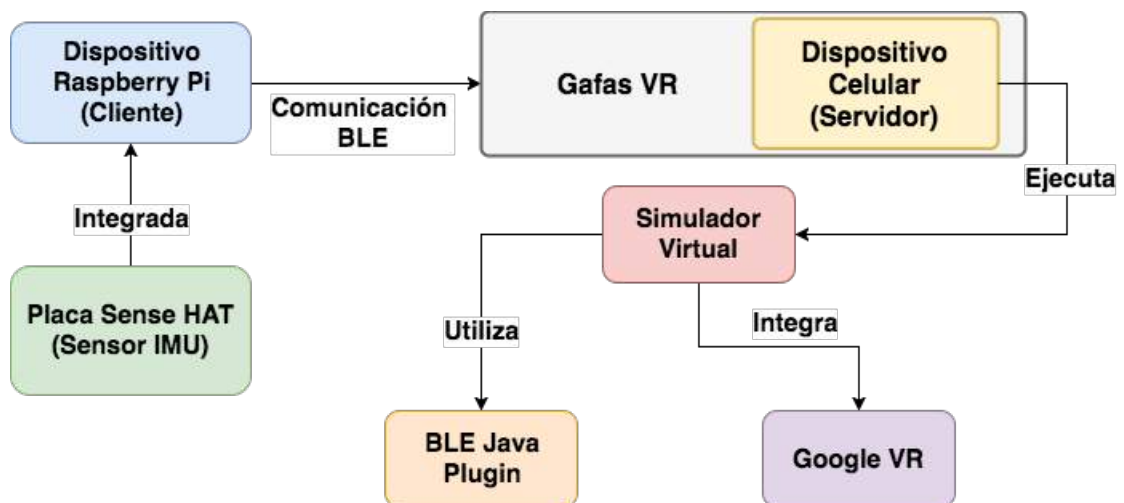 Dispositivo
Raspberry Pi
(Cliente)
Comunicación
BLE
Gafas VR
Dispositivo
Celular
(Servidor)
Ejecuta
Integrada
Simulador
Virtual
Placa Sense HAT
(Sensor IMU)
Utiliza
Integra
BLE Java
Plugin
Google VR